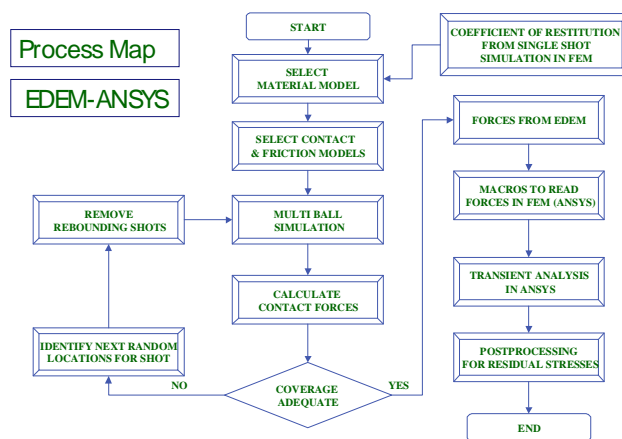 Process Map
EDEM-ANSYS
START
SELECT
MATERIAL MODEL
COEFFICIENT OF RESTITUTION
FROM SINGLE SHOT
SIMULATION IN FEM
SELECT CONTACT
& FRICTION MODELS
MULTI BALL
SIMULATION
REMOVE
REBOUNDING SHOTS
CALCULATE
CONTACT FORCES
IDENTIFY NEXT RANDOM
LOCATIONS FOR SHOT
NO
COVERAGE
ADEQUATE
YES
FORCES FROM EDEM
MACROS TO READ
FORCES IN FEM (ANSYS)
TRANSIENT ANALYSIS
IN ANSYS
POSTPROCESSING
FOR RESIDUAL STRESSES
END